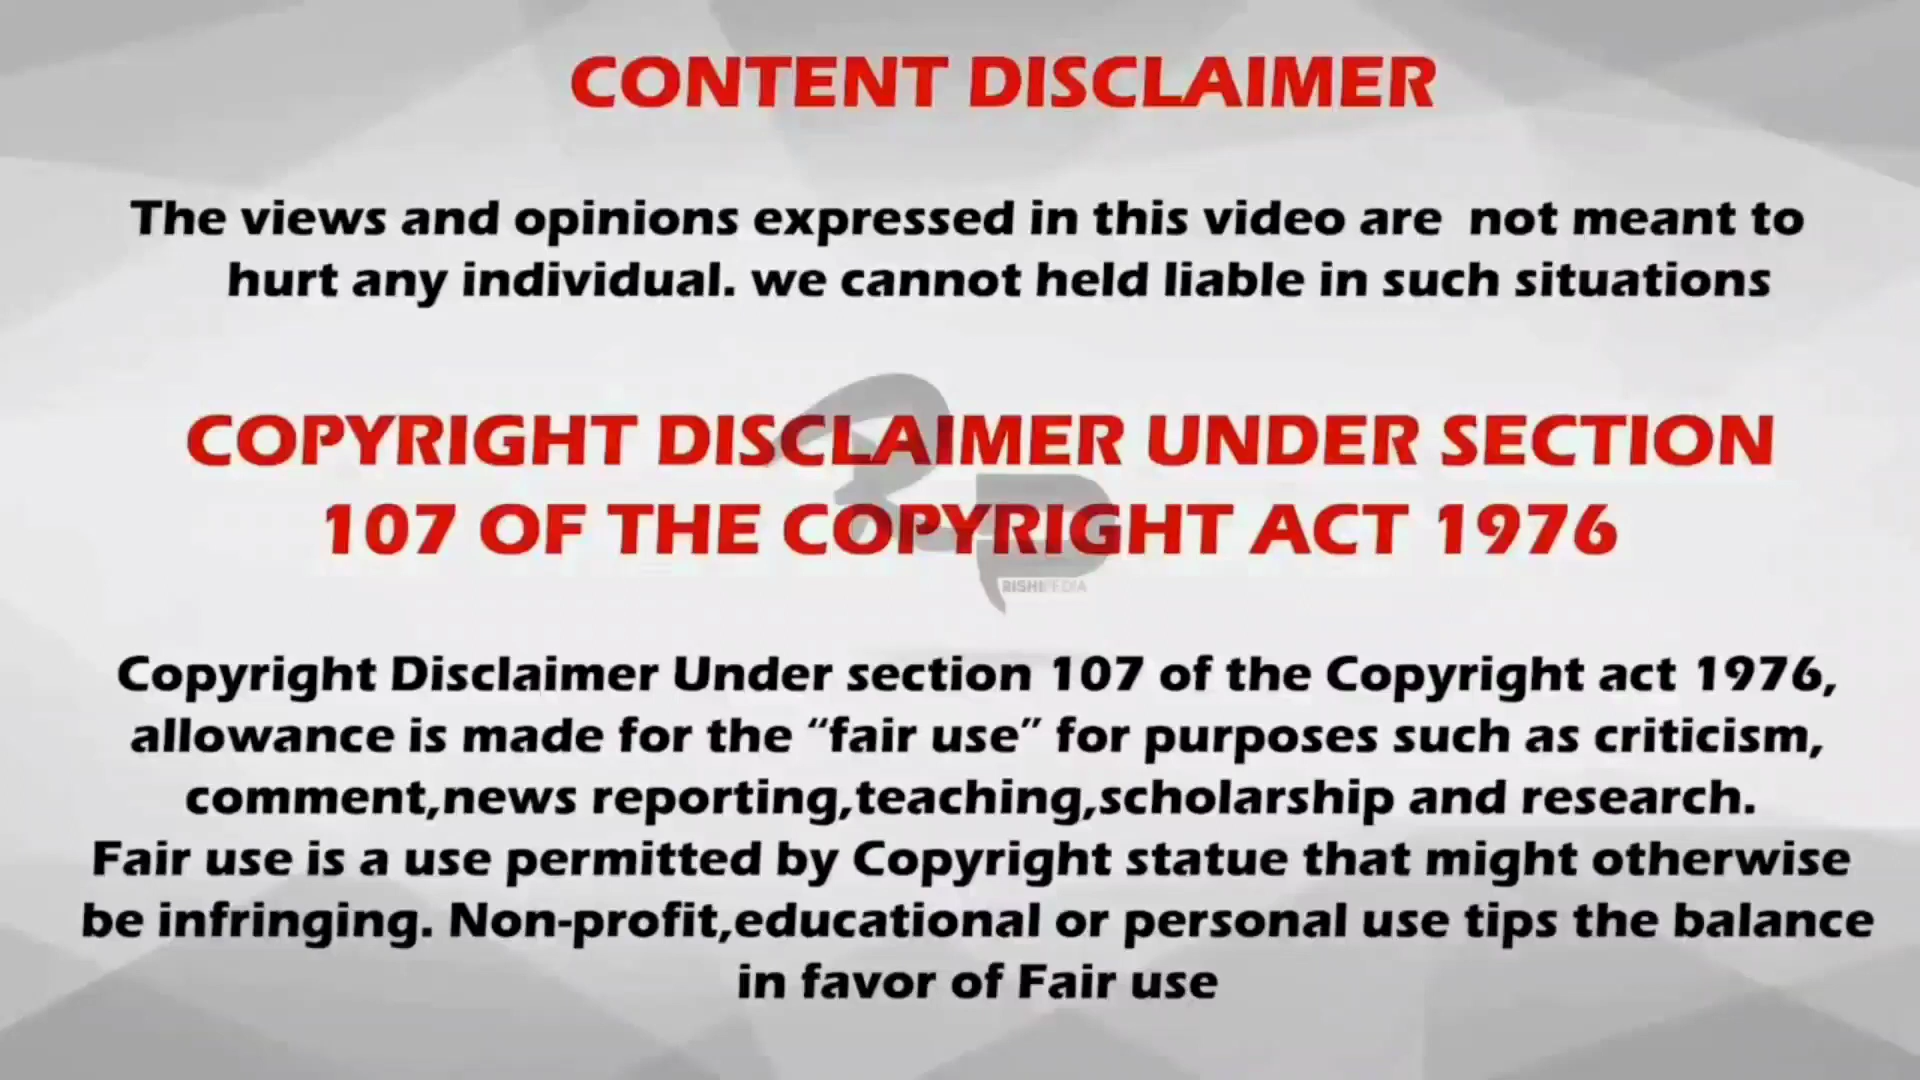 CONTENT DISCLAIMER
The views and opinions expressed in this video are not meant to
hurt any individual. we cannot held liable in such situations
COPYRIGHT DISCLAIMER UNDER SECTION
107 OF THE COPYRIGHT ACT 1976
RISHIPEDIA
Copyright Disclaimer Under section 107 of the Copyright act 1976,
allowance is made for the “fair use” for purposes such as criticism,
comment,news reporting,teaching,scholarship and research.
Fair use is a use permitted by Copyright statue that might otherwise
be infringing. Non-profit,educational or personal use tips the balance
in favor of Fair use